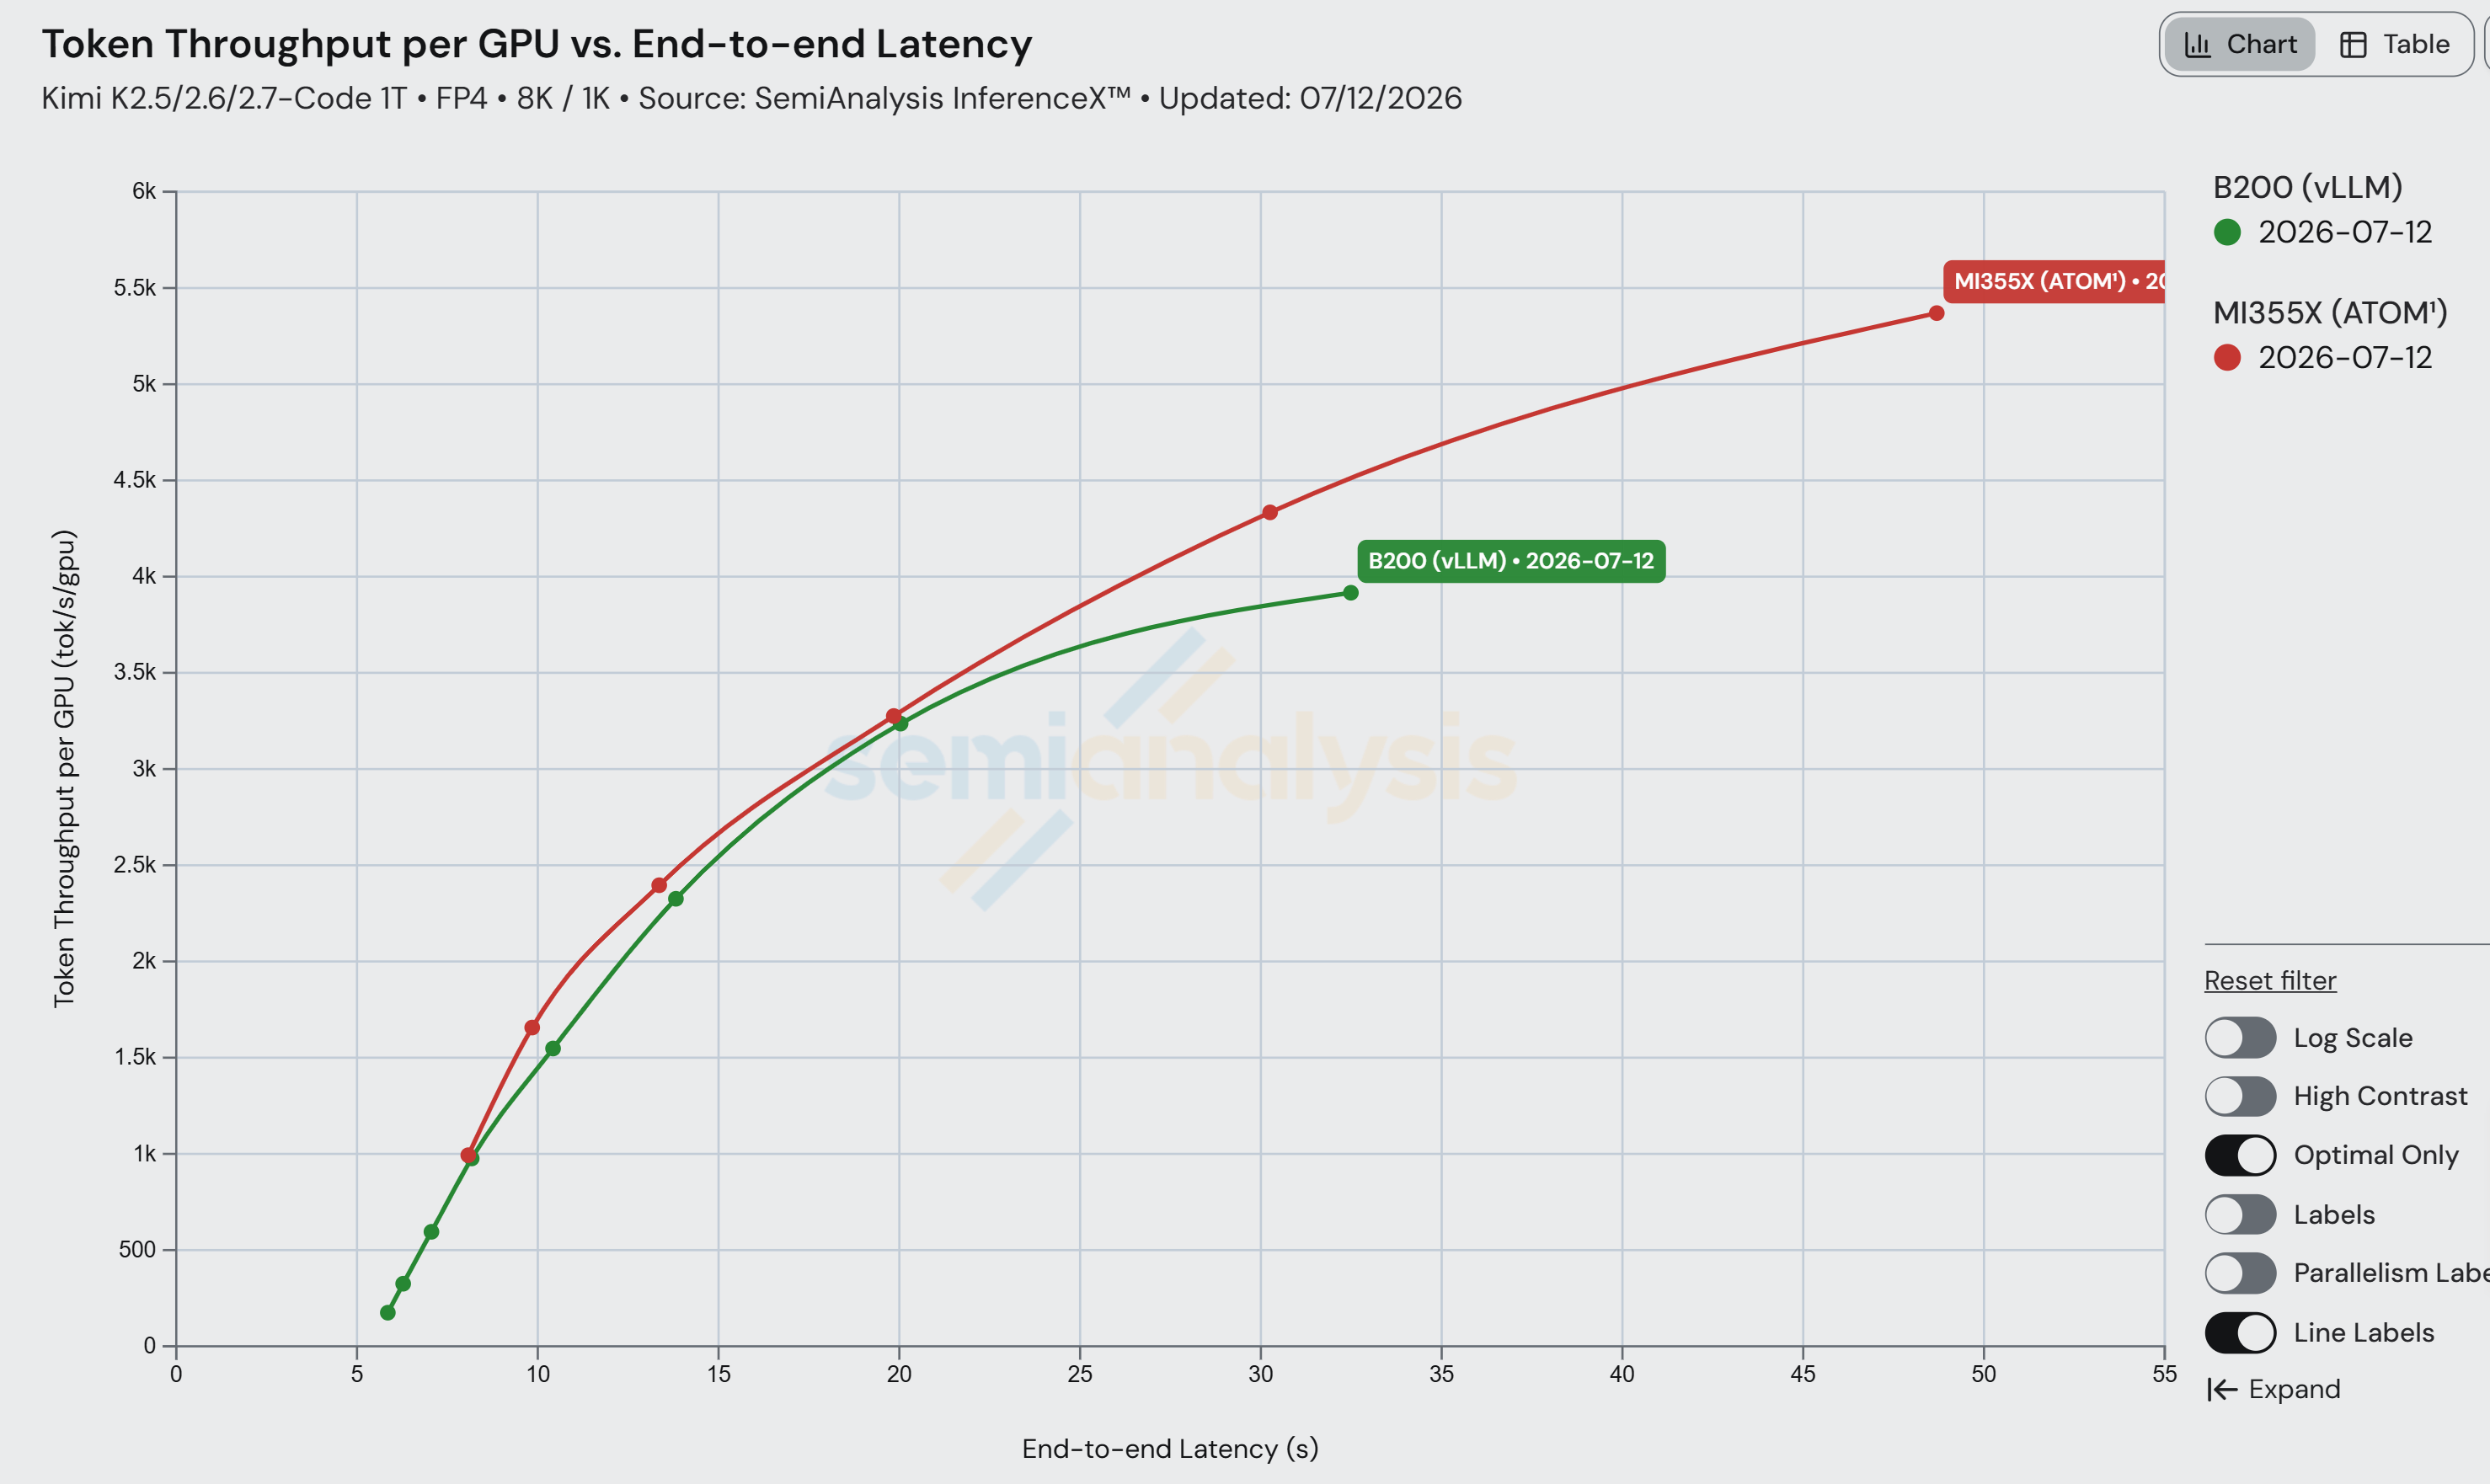 Token Throughput per GPU vs. End-to-end Latency
Chart
Table
Kimi K2.5/2.6/2.7-Code 1T • FP4 • 8K / 1K • Source: SemiAnalysis InferenceX™ • Updated: 07/12/2026
Token Throughput per GPU (tok/s/gpu)
6k
5.5k
5k
4.5k
4k
3.5k
3k
2.5k
2k
1.5k
1k
500
0
MI355X (ATOM¹) • 20
B200 (vLLM) • 2026-07-12
semianalysis
0 5 10 15 20 25 30 35 40 45 50 55
End-to-end Latency (s)
B200 (vLLM)
2026-07-12
MI355X (ATOM¹)
2026-07-12
Reset filter
Log Scale
High Contrast
Optimal Only
Labels
Parallelism Labe
Line Labels
Expand